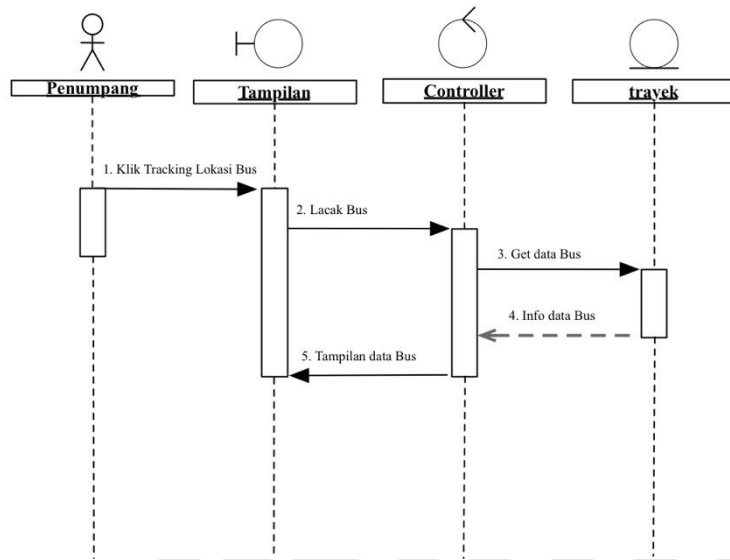 Penumpang
Tampilan
Controller
trayek
1. Klik Tracking Lokasi Bus
2. Lacak Bus
3. Get data Bus
4. Info data Bus
5. Tampilan data Bus